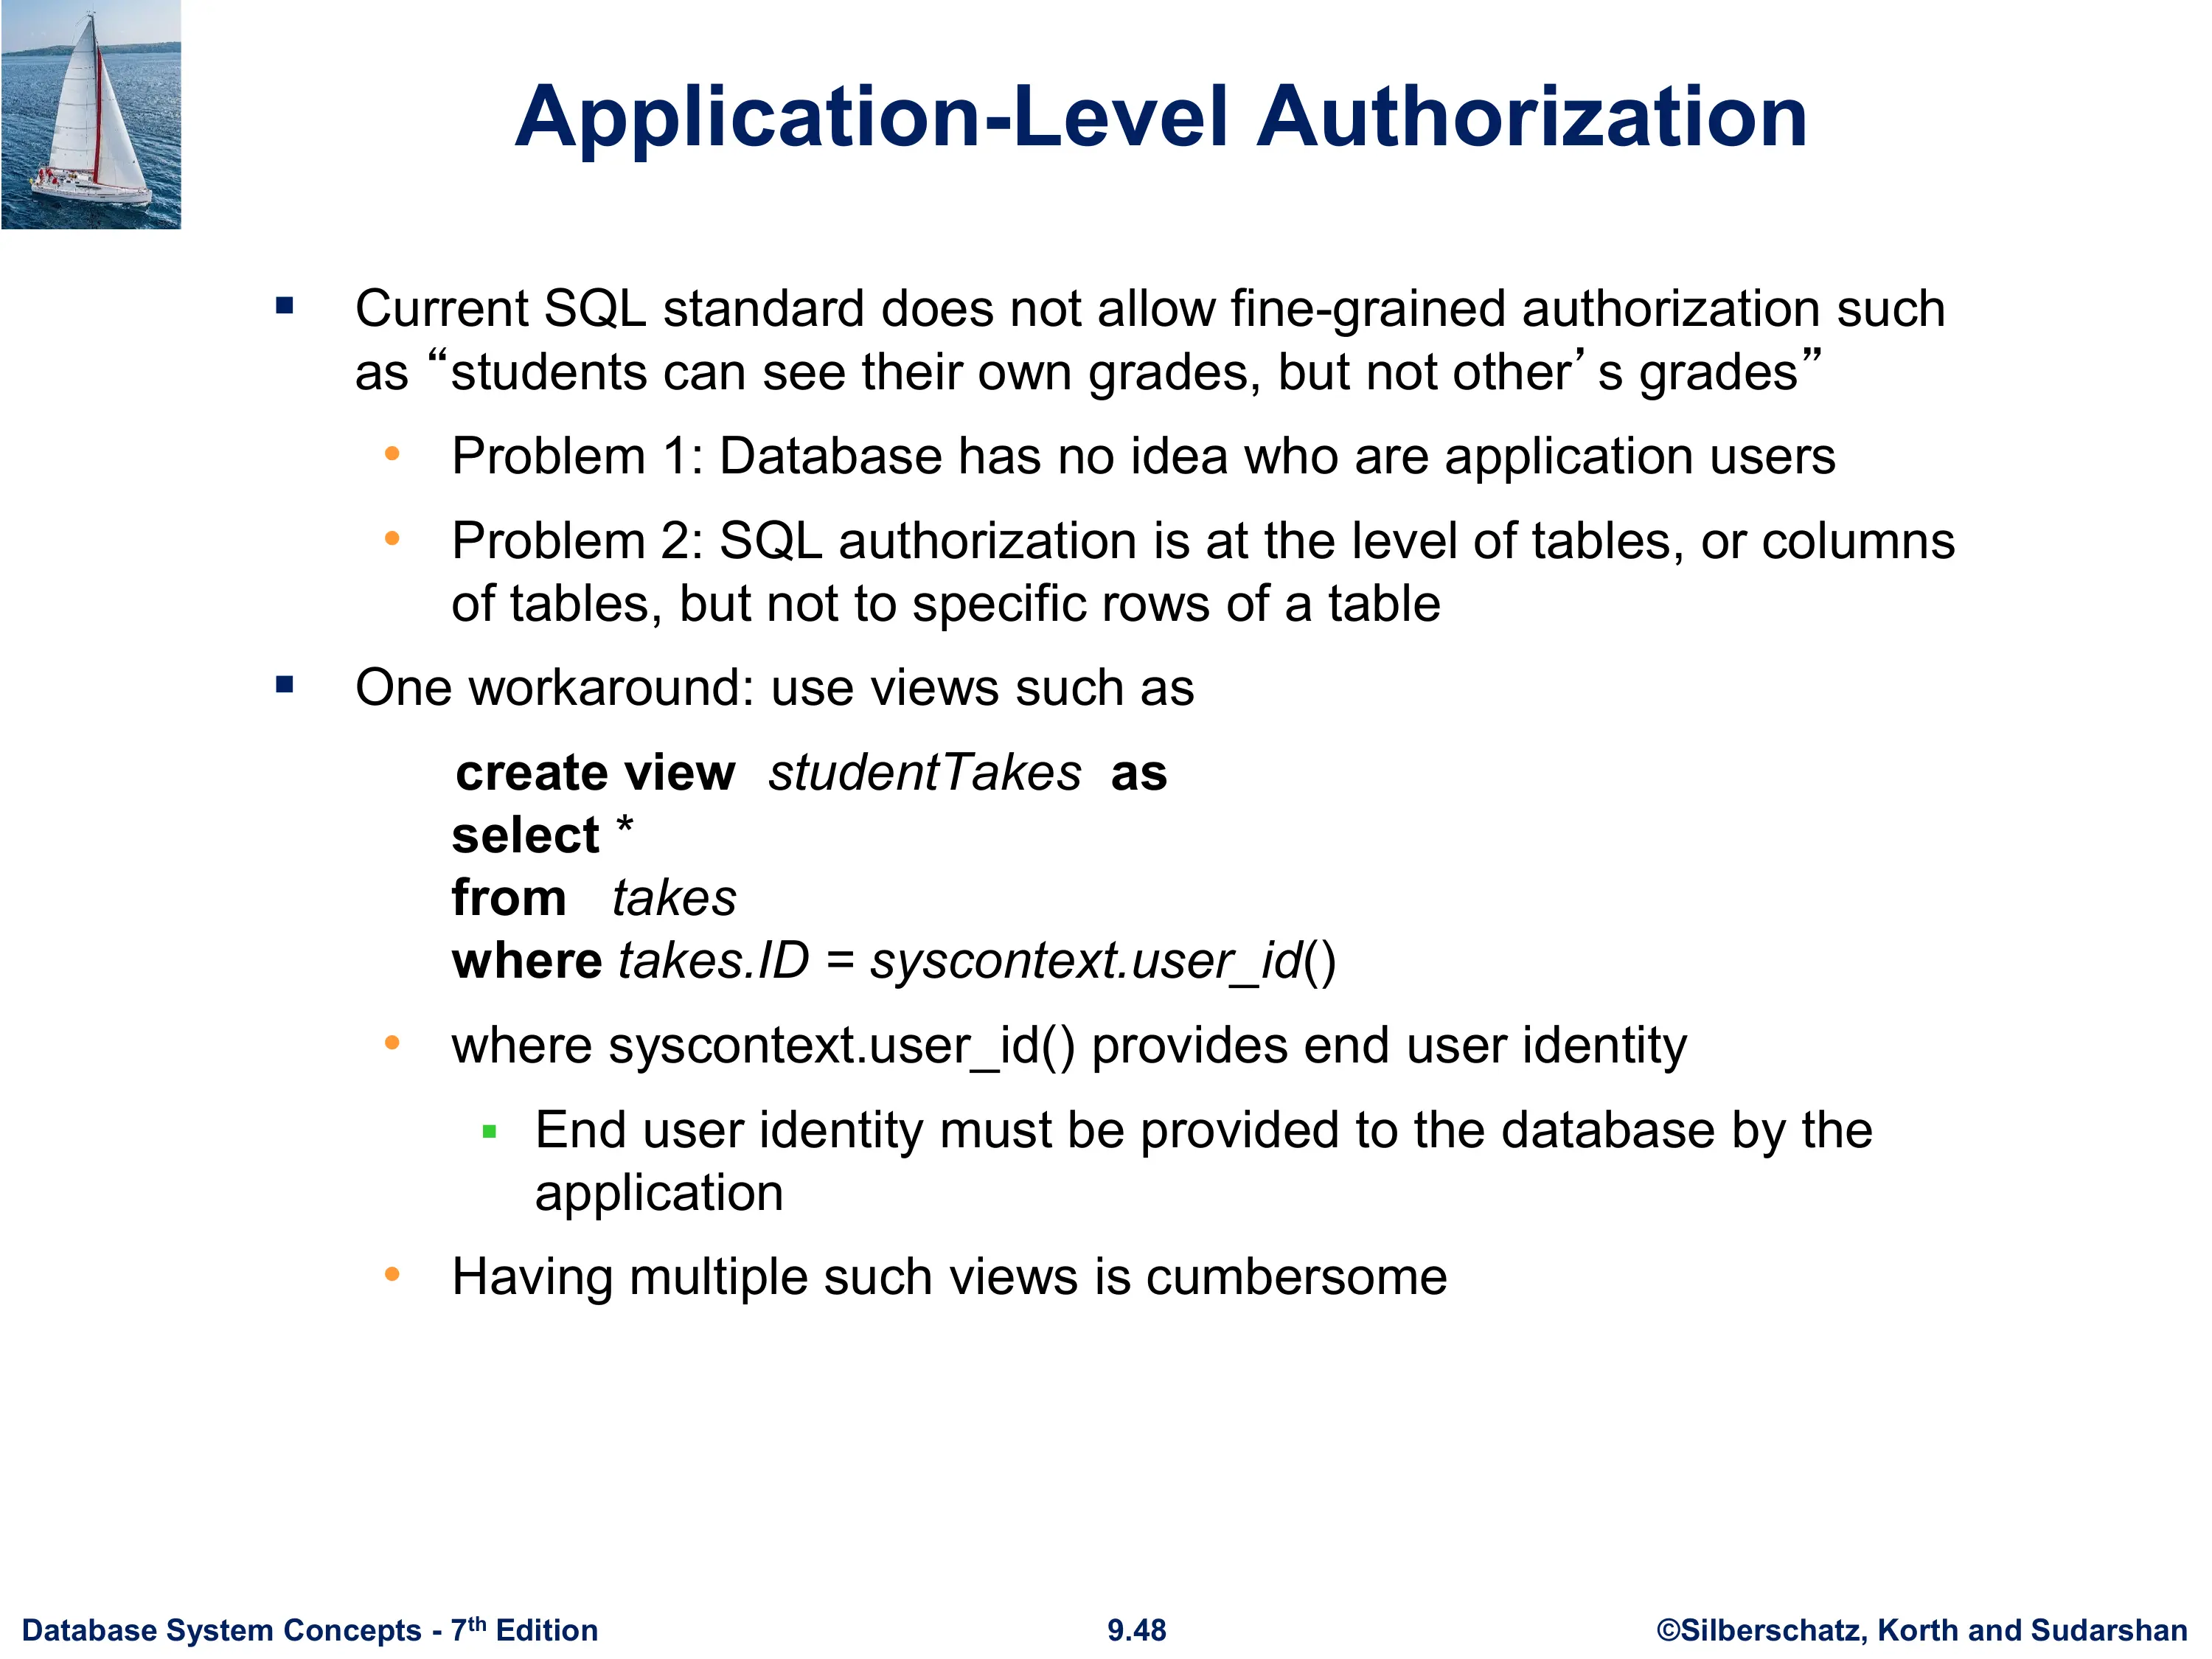 Application-Level Authorization
▪ Current SQL standard does not allow fine-grained authorization such
as “students can see their own grades, but not other’s grades”
• Problem 1: Database has no idea who are application users
• Problem 2: SQL authorization is at the level of tables, or columns
of tables, but not to specific rows of a table
▪ One workaround: use views such as
create view studentTakes as
select *
from takes
where takes.ID = syscontext.user_id()
• where syscontext.user_id() provides end user identity
▪ End user identity must be provided to the database by the
application
• Having multiple such views is cumbersome
Database System Concepts - 7th Edition
9.48
©Silberschatz, Korth and Sudarshan